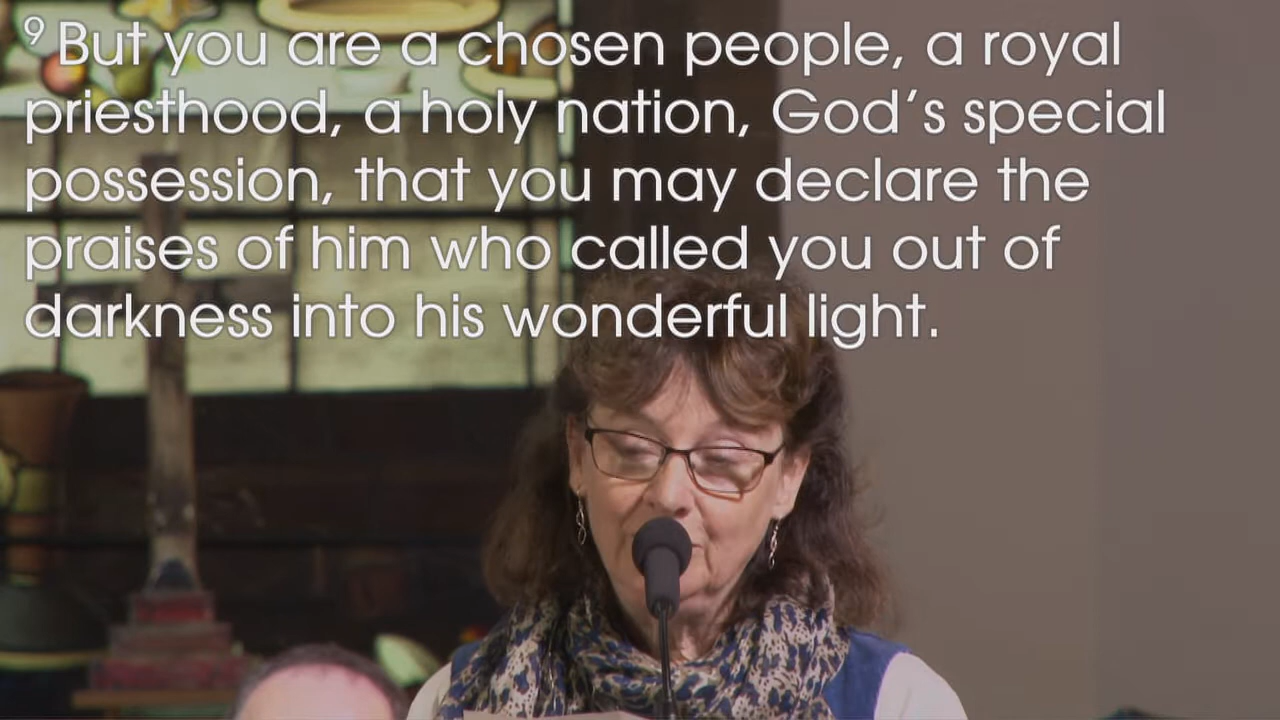 ⁹ But you are a chosen people, a royal
priesthood, a holy nation, God’s special
possession, that you may declare the
praises of him who called you out of
darkness into his wonderful light.